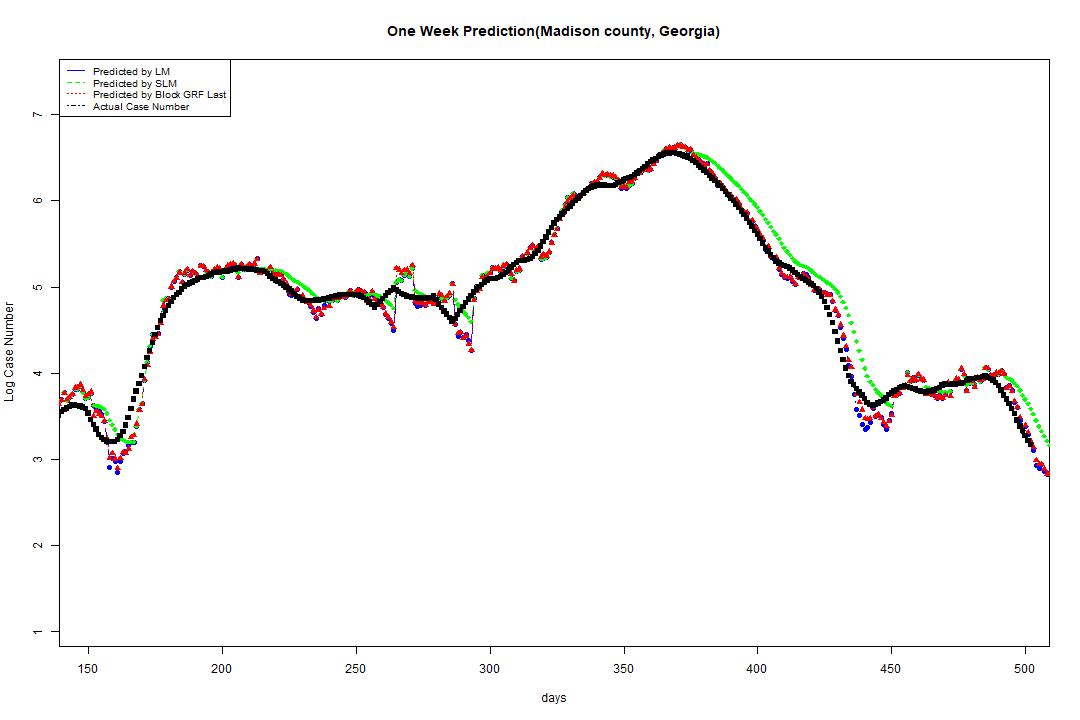 One Week Prediction(Madison county, Georgia)
Predicted by LM
Predicted by SLM
Predicted by Block GRF Last
Actual Case Number
7
6
5
4
3
2
1
Log Case Number
150 200 250 300 350 400 450 500
days